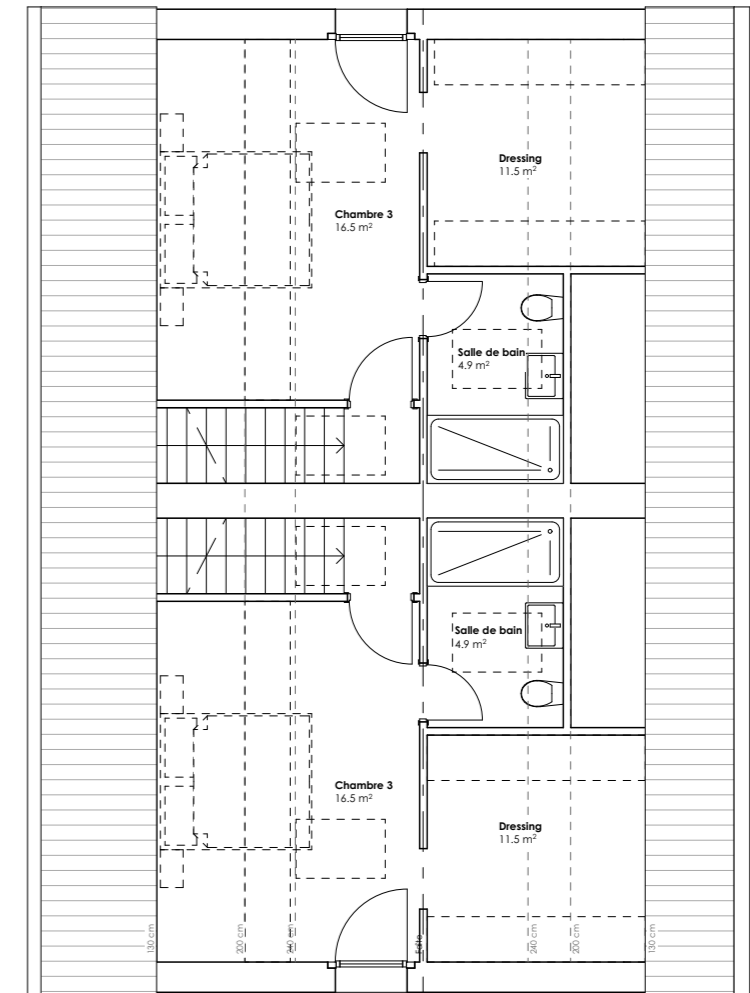 Dressing
11.5 m²
Chambre 3
16.5 m²
Salle de bain
4.9 m²
Salle de bain
4.9 m²
Chambre 3
16.5 m²
Dressing
11.5 m²
130 cm
200 cm
240 cm
Faîte
240 cm
200 cm
130 cm